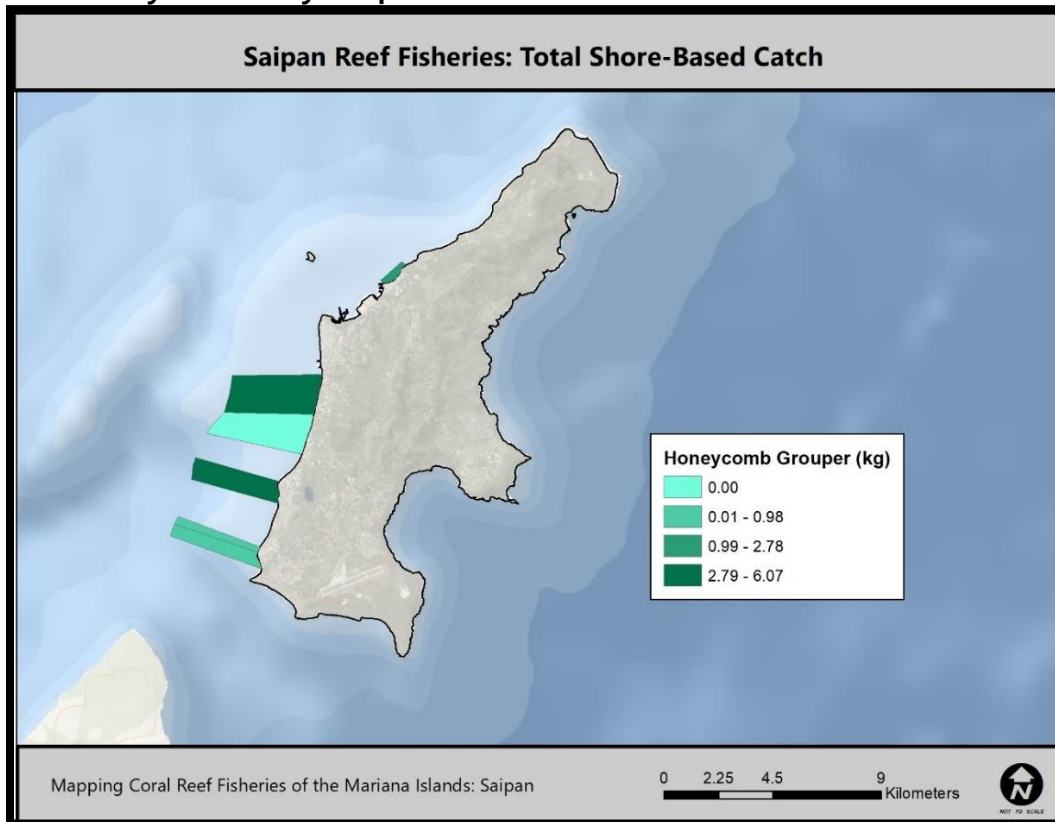 Saipan Reef Fisheries: Total Shore-Based Catch
Honeycomb Grouper (kg)
0.00
0.01 - 0.98
0.99 - 2.78
2.79 - 6.07
Mapping Coral Reef Fisheries of the Mariana Islands: Saipan
0 2.25 4.5 9
Kilometers
N
NOT TO SCALE